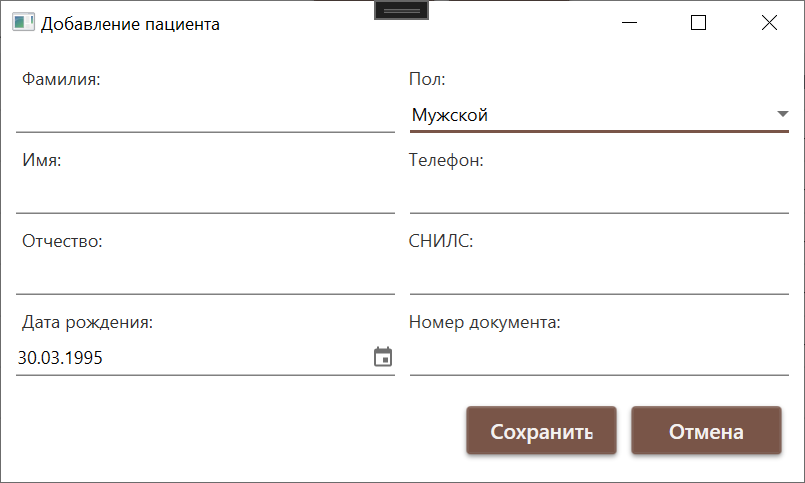 Добавление пациента
Фамилия:
Пол:
Мужской
Имя:
Телефон:
Отчество:
СНИЛС:
Дата рождения:
Номер документа:
30.03.1995
Сохранить
Отмена